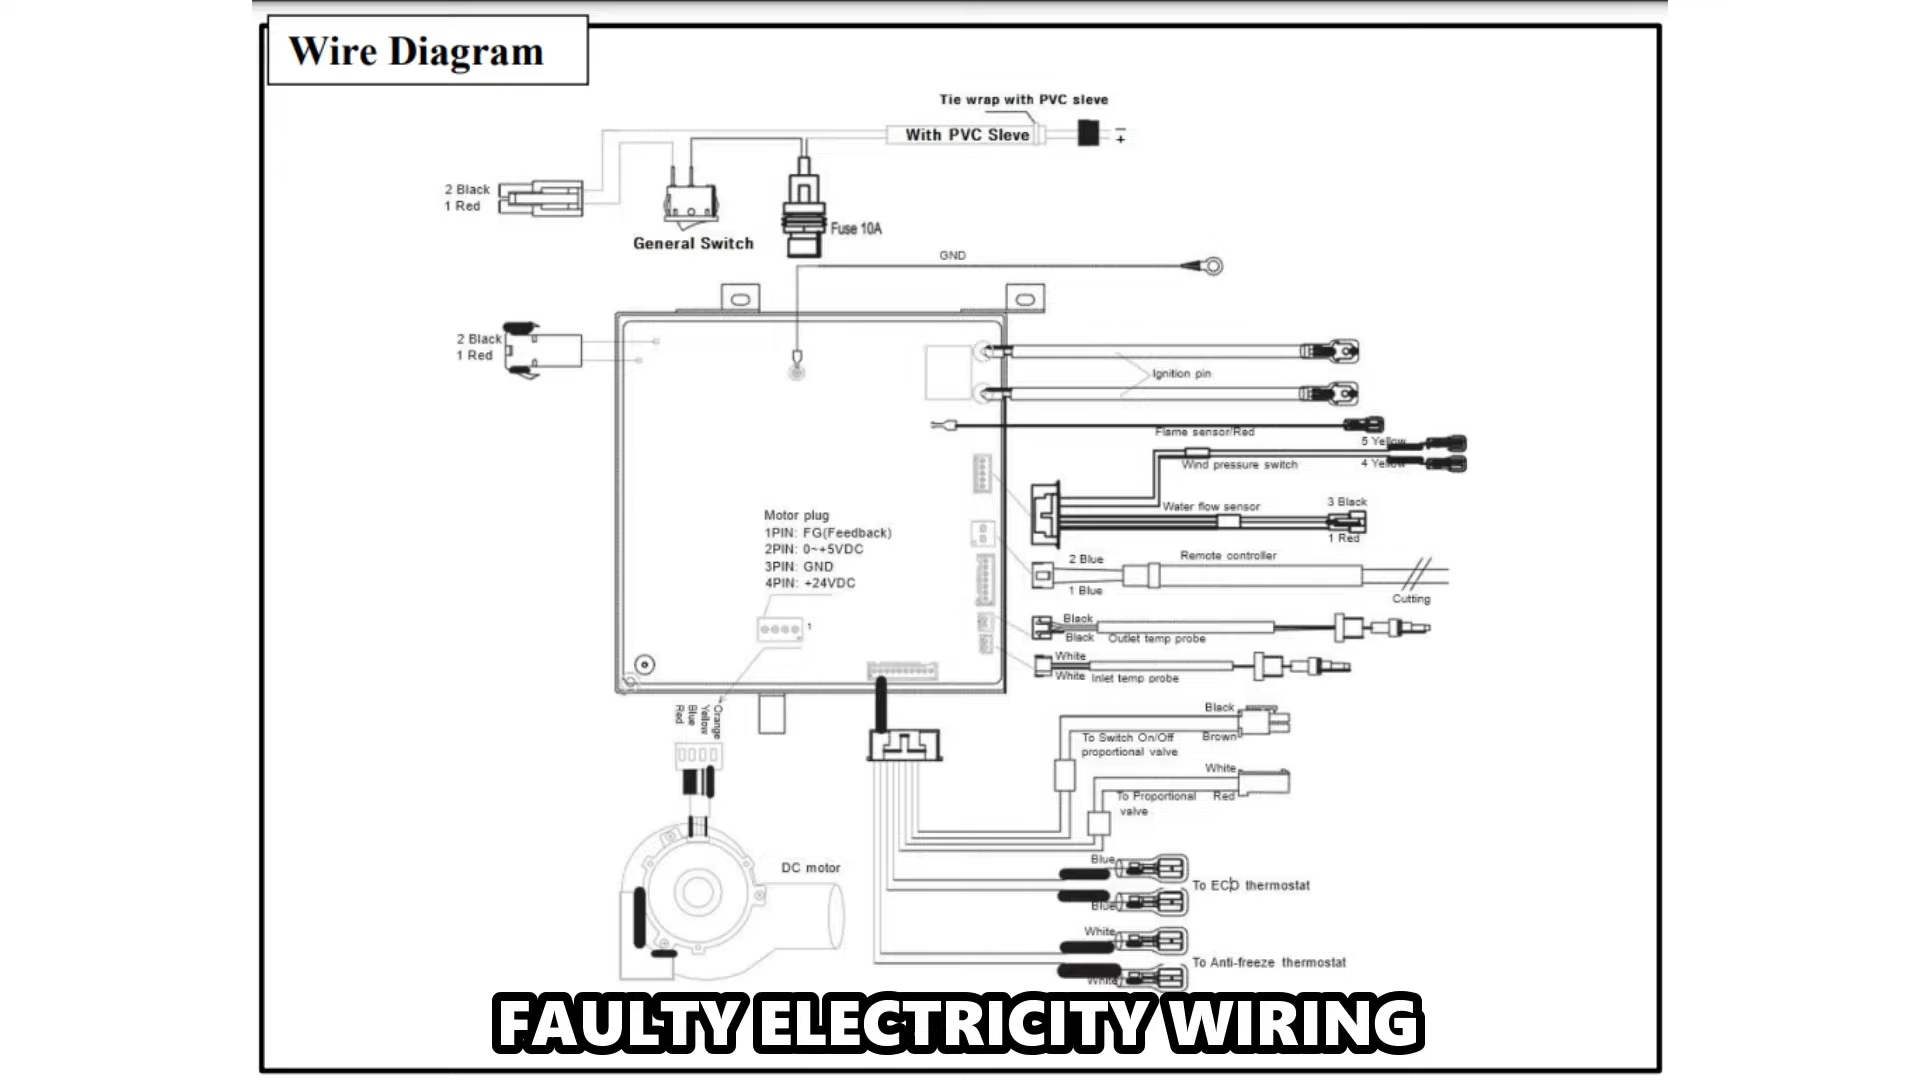 Wire Diagram
Tie wrap with PVC sleve
With PVC Sleve
−
+
2 Black
1 Red
General Switch
Fuse 10A
GND
2 Black
1 Red
Ignition pin
Flame sensor/Red
5 Yellow
4 Yellow
Wind pressure switch
Water flow sensor
3 Black
1 Red
Motor plug
1PIN: FG(Feedback)
2PIN: 0~+5VDC
3PIN: GND
4PIN: +24VDC
1
2 Blue
1 Blue
Remote controller
Cutting
Black
Black
Outlet temp probe
White
White
Inlet temp probe
Red
Blue
Yellow
Orange
Black
Brown
To Switch On/Off
proportional valve
White
Red
To Proportional
valve
DC motor
Blue
Blue
To ECO thermostat
White
White
To Anti-freeze thermostat
FAULTY ELECTRICITY WIRING